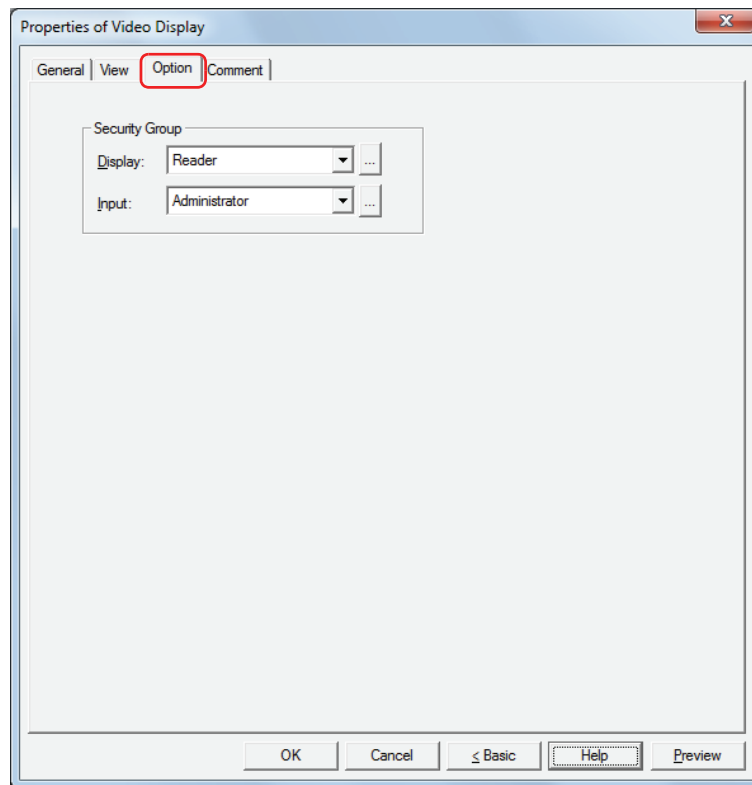 Properties of Video Display
General View Option Comment
Security Group
Display: Reader ...
Input: Administrator ...
OK Cancel < Basic Help Preview